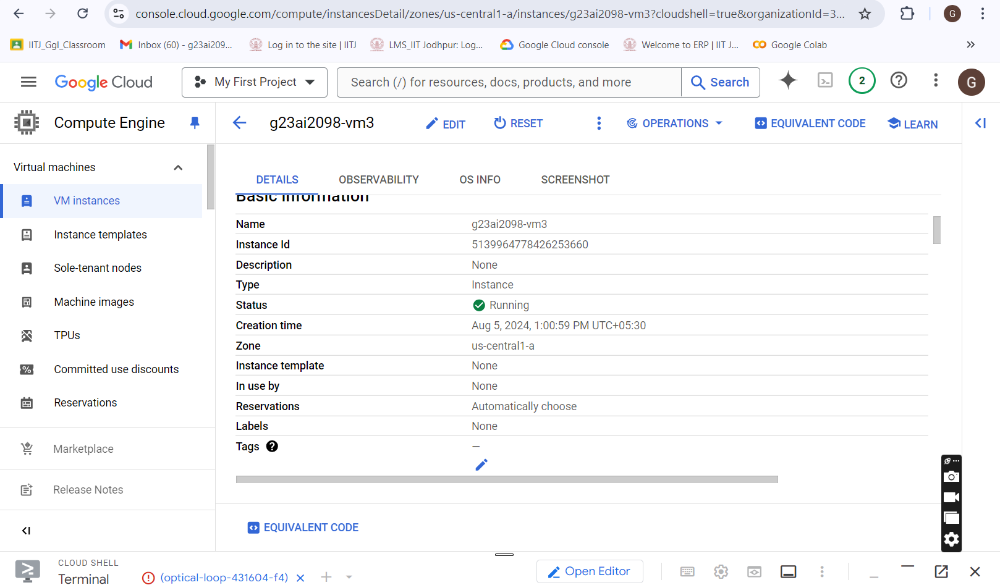 console.cloud.google.com/compute/instancesDetail/zones/us-central1-a/instances/g23ai2098-vm3?cloudshell=true&organizationId=3...
G
IITJ_Ggl_Classroom
Inbox (60) - g23ai209...
Log in to the site | IITJ
LMS_IIT Jodhpur: Log...
Google Cloud console
Welcome to ERP | IIT J...
Google Colab
Google Cloud
My First Project
Search (/) for resources, docs, products, and more
Search
2
G
Compute Engine
g23ai2098-vm3
EDIT
RESET
OPERATIONS
EQUIVALENT CODE
LEARN
Virtual machines
VM instances
Instance templates
Sole-tenant nodes
Machine images
TPUs
Committed use discounts
Reservations
Marketplace
Release Notes
DETAILS
OBSERVABILITY
OS INFO
SCREENSHOT
Basic information
Name g23ai2098-vm3
Instance Id 5139964778426253660
Description None
Type Instance
Status Running
Creation time Aug 5, 2024, 1:00:59 PM UTC+05:30
Zone us-central1-a
Instance template None
In use by None
Reservations Automatically choose
Labels None
Tags —
EQUIVALENT CODE
CLOUD SHELL
Terminal
(optical-loop-431604-f4)
Open Editor